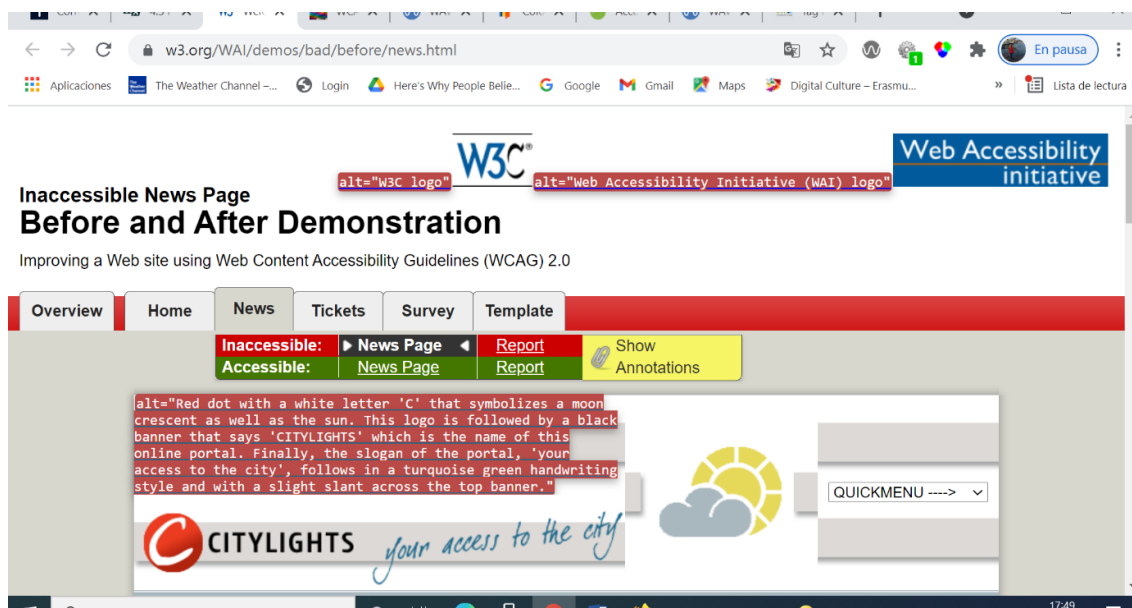 w3.org/WAI/demos/bad/before/news.html
En pausa
Aplicaciones
The Weather Channel –...
Login
Here's Why People Belie...
Google
Gmail
Maps
Digital Culture – Erasmu...
»
Lista de lectura
W3C®
Web Accessibility
initiative
alt="W3C logo"
alt="Web Accessibility Initiative (WAI) logo"
Inaccessible News Page
Before and After Demonstration
Improving a Web site using Web Content Accessibility Guidelines (WCAG) 2.0
Overview Home News Tickets Survey Template
Inaccessible: News Page Report
Accessible: News Page Report
Show
Annotations
alt="Red dot with a white letter 'C' that symbolizes a moon
crescent as well as the sun. This logo is followed by a black
banner that says 'CITYLIGHTS' which is the name of this
online portal. Finally, the slogan of the portal, 'your
access to the city', follows in a turquoise green handwriting
style and with a slight slant across the top banner."
QUICKMENU ---->
C CITYLIGHTS your access to the city
17:49